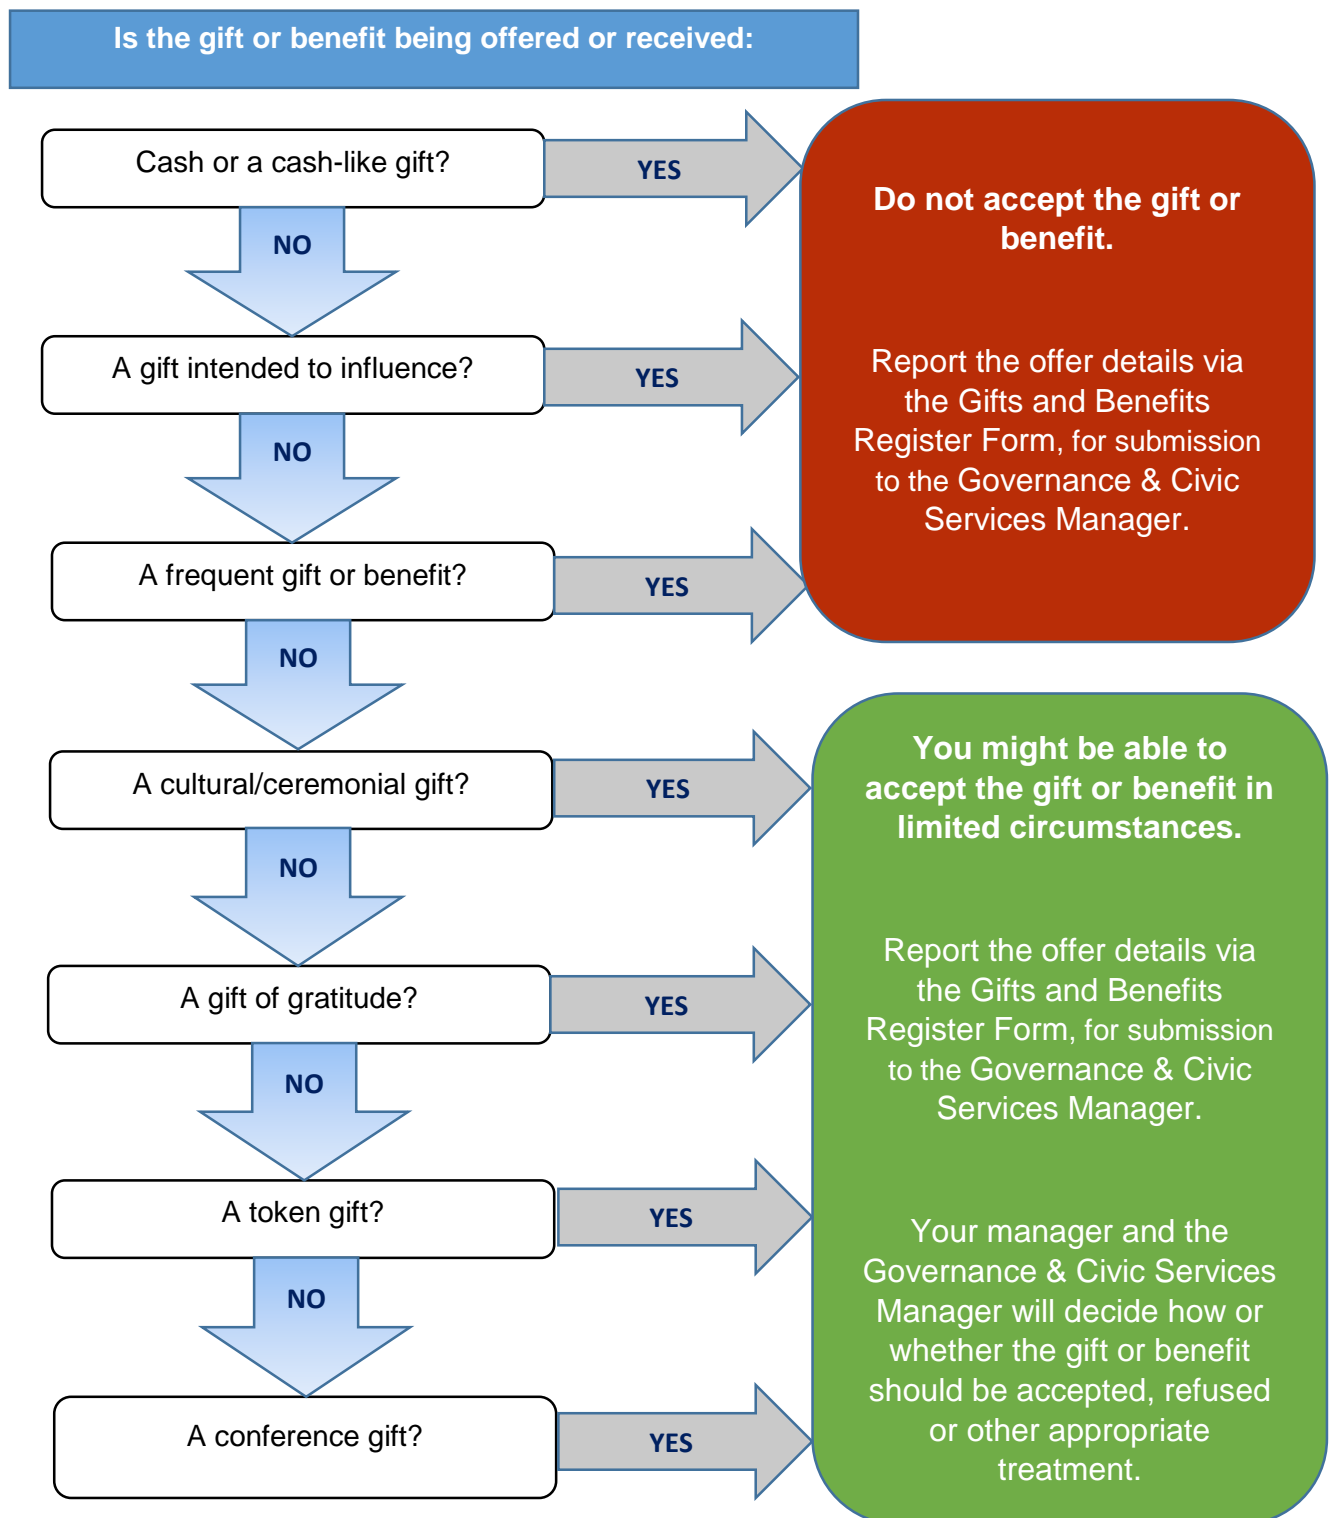 Is the gift or benefit being offered or received:
Cash or a cash-like gift?
YES
NO
A gift intended to influence?
YES
NO
A frequent gift or benefit?
YES
NO
Do not accept the gift or
benefit.
Report the offer details via
the Gifts and Benefits
Register Form, for submission
to the Governance & Civic
Services Manager.
A cultural/ceremonial gift?
YES
NO
A gift of gratitude?
YES
NO
A token gift?
YES
NO
A conference gift?
YES
You might be able to
accept the gift or benefit in
limited circumstances.
Report the offer details via
the Gifts and Benefits
Register Form, for submission
to the Governance & Civic
Services Manager.
Your manager and the
Governance & Civic Services
Manager will decide how or
whether the gift or benefit
should be accepted, refused
or other appropriate
treatment.